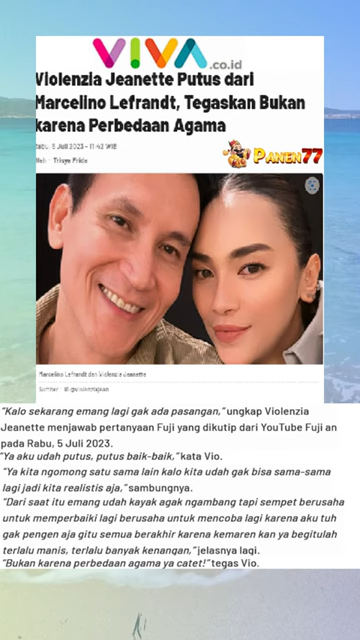 VIVA.co.id
Violenzia Jeanette Putus dari
Marcelino Lefrandt, Tegaskan Bukan
karena Perbedaan Agama
Rabu, 5 Juli 2023 - 11:42 WIB
Oleh : Trisya Frida
PANEN77
Marcelino Lefrandt dan Violenzia Jeanette
Sumber : IG @violenziajean
"Kalo sekarang emang lagi gak ada pasangan," ungkap Violenzia
Jeanette menjawab pertanyaan Fuji yang dikutip dari YouTube Fuji an
pada Rabu, 5 Juli 2023.
"Ya aku udah putus, putus baik-baik," kata Vio.
"Ya kita ngomong satu sama lain kalo kita udah gak bisa sama-sama
lagi jadi kita realistis aja," sambungnya.
"Dari saat itu emang udah kayak agak ngambang tapi sempet berusaha
untuk memperbaiki lagi berusaha untuk mencoba lagi karena aku tuh
gak pengen aja gitu semua berakhir karena kemaren kan ya begitulah
terlalu manis, terlalu banyak kenangan," jelasnya lagi.
"Bukan karena perbedaan agama ya catet!" tegas Vio.